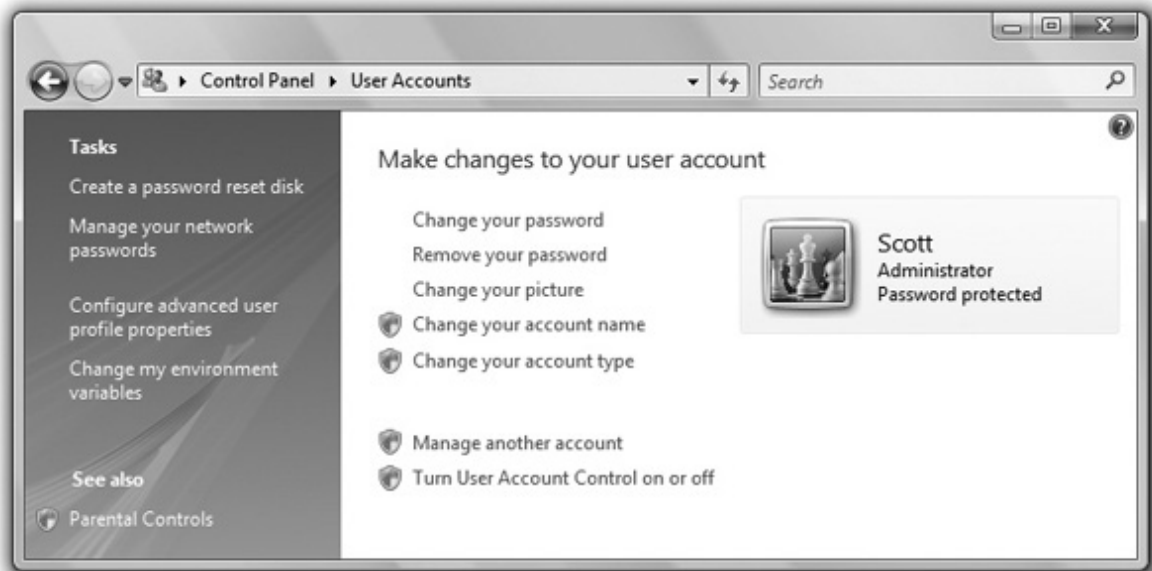 Control Panel
User Accounts
Search
Tasks
Create a password reset disk
Manage your network
passwords
Configure advanced user
profile properties
Change my environment
variables
See also
Parental Controls
Make changes to your user account
Change your password
Remove your password
Change your picture
Change your account name
Change your account type
Manage another account
Turn User Account Control on or off
Scott
Administrator
Password protected